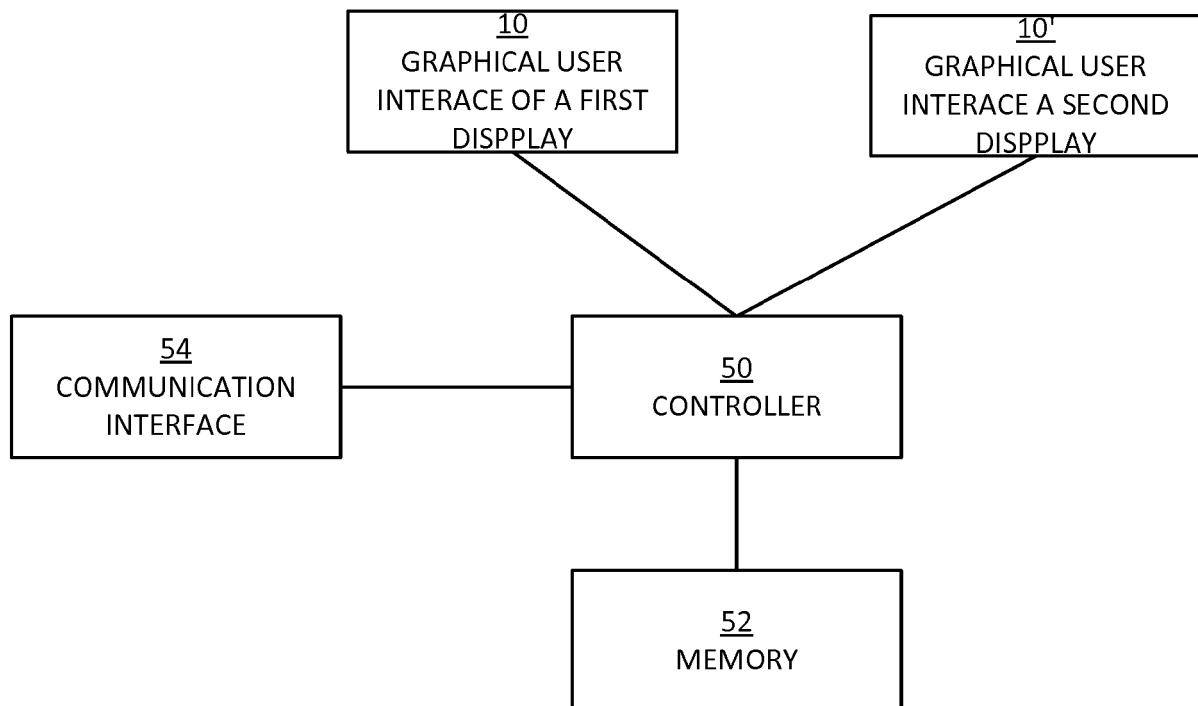 10
GRAPHICAL USER
INTERACE OF A FIRST
DISPPLAY
10'
GRAPHICAL USER
INTERACE A SECOND
DISPPLAY
54
COMMUNICATION
INTERFACE
50
CONTROLLER
52
MEMORY